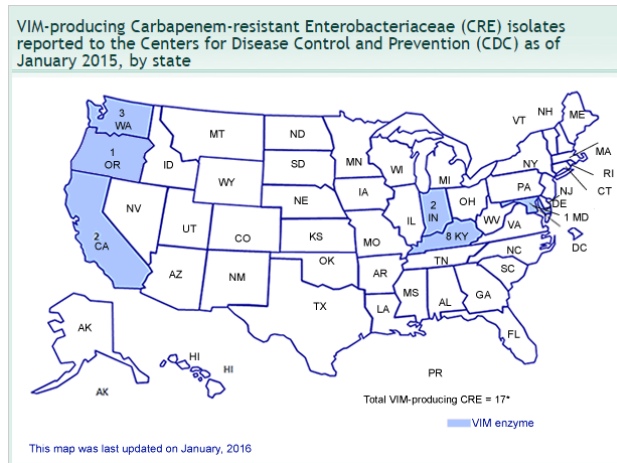 VIM-producing Carbapenem-resistant Enterobacteriaceae (CRE) isolates
reported to the Centers for Disease Control and Prevention (CDC) as of
January 2015, by state
3
WA
1
OR
2
CA
MT
ID
WY
NV
UT
CO
AZ
NM
ND
SD
NE
KS
OK
TX
MN
IA
MO
AR
LA
WI
IL
MI
2
IN
OH
8 KY
TN
MS
AL
GA
FL
SC
NC
VA
WV
PA
NY
VT
NH
ME
MA
RI
CT
NJ
DE
1 MD
DC
AK
AK
HI
HI
PR
Total VIM-producing CRE = 17*
VIM enzyme
This map was last updated on January, 2016